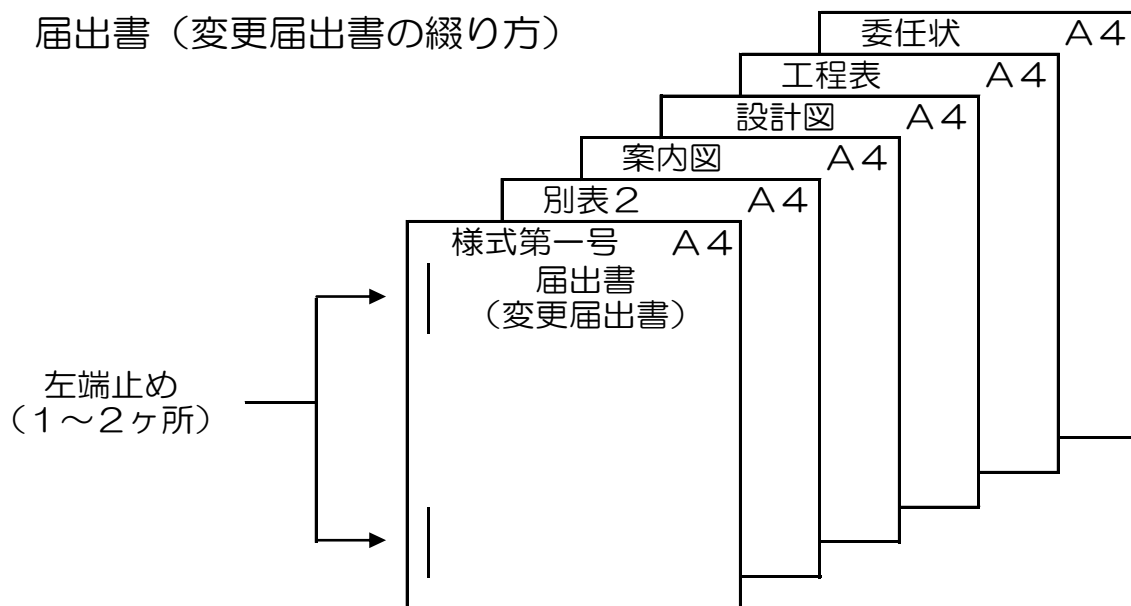 届出書（変更届出書の綴り方）
委任状　Ａ４
工程表　Ａ４
設計図　Ａ４
案内図　Ａ４
別表２　Ａ４
様式第一号　Ａ４
届出書
（変更届出書）
左端止め
（１～２ヶ所）